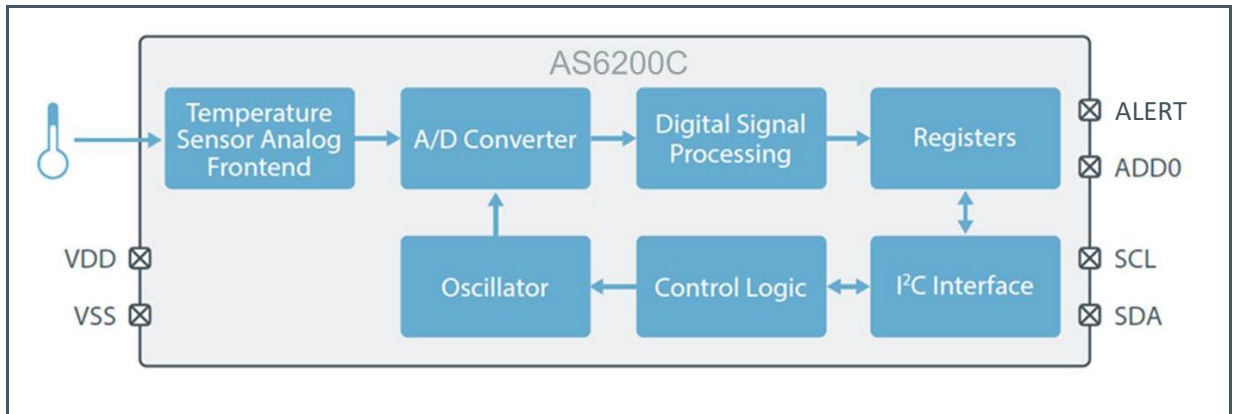 AS6200C
Temperature
Sensor Analog
Frontend
A/D Converter
Digital Signal
Processing
Registers
ALERT
ADD0
VDD
VSS
Oscillator
Control Logic
I²C Interface
SCL
SDA